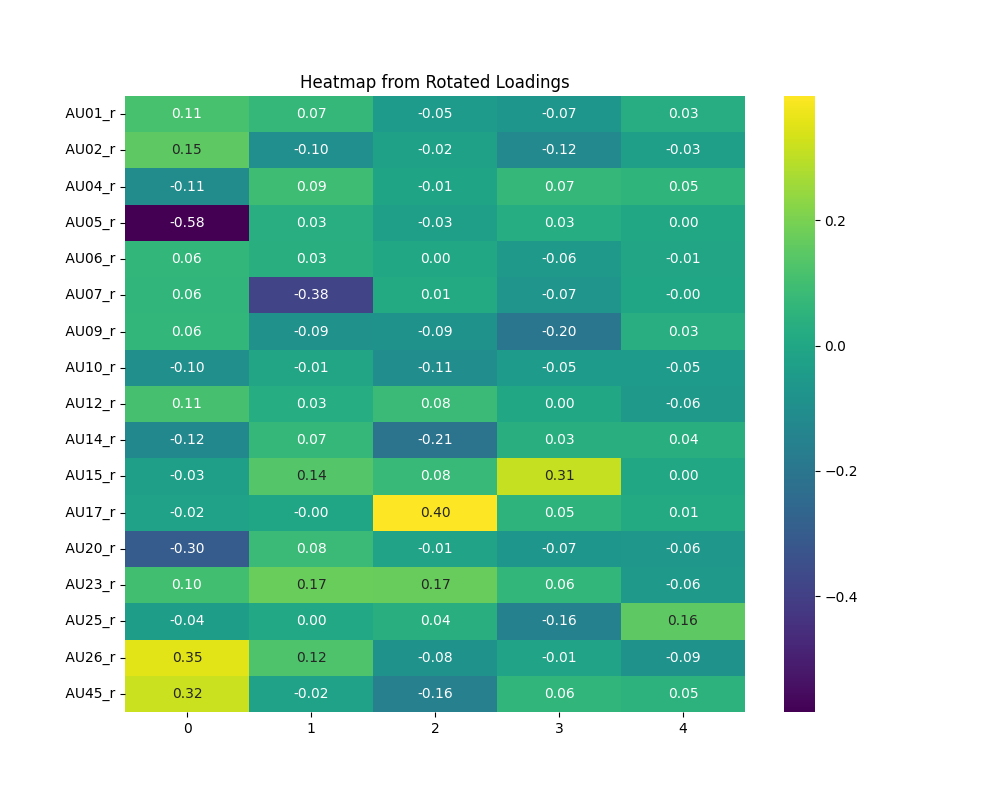 Heatmap from Rotated Loadings
AU01_r 0.11 0.07 -0.05 -0.07 0.03
AU02_r 0.15 -0.10 -0.02 -0.12 -0.03
AU04_r -0.11 0.09 -0.01 0.07 0.05
AU05_r -0.58 0.03 -0.03 0.03 0.00
AU06_r 0.06 0.03 0.00 -0.06 -0.01
AU07_r 0.06 -0.38 0.01 -0.07 -0.00
AU09_r 0.06 -0.09 -0.09 -0.20 0.03
AU10_r -0.10 -0.01 -0.11 -0.05 -0.05
AU12_r 0.11 0.03 0.08 0.00 -0.06
AU14_r -0.12 0.07 -0.21 0.03 0.04
AU15_r -0.03 0.14 0.08 0.31 0.00
AU17_r -0.02 -0.00 0.40 0.05 0.01
AU20_r -0.30 0.08 -0.01 -0.07 -0.06
AU23_r 0.10 0.17 0.17 0.06 -0.06
AU25_r -0.04 0.00 0.04 -0.16 0.16
AU26_r 0.35 0.12 -0.08 -0.01 -0.09
AU45_r 0.32 -0.02 -0.16 0.06 0.05
0 1 2 3 4
0.2
0.0
−0.2
−0.4